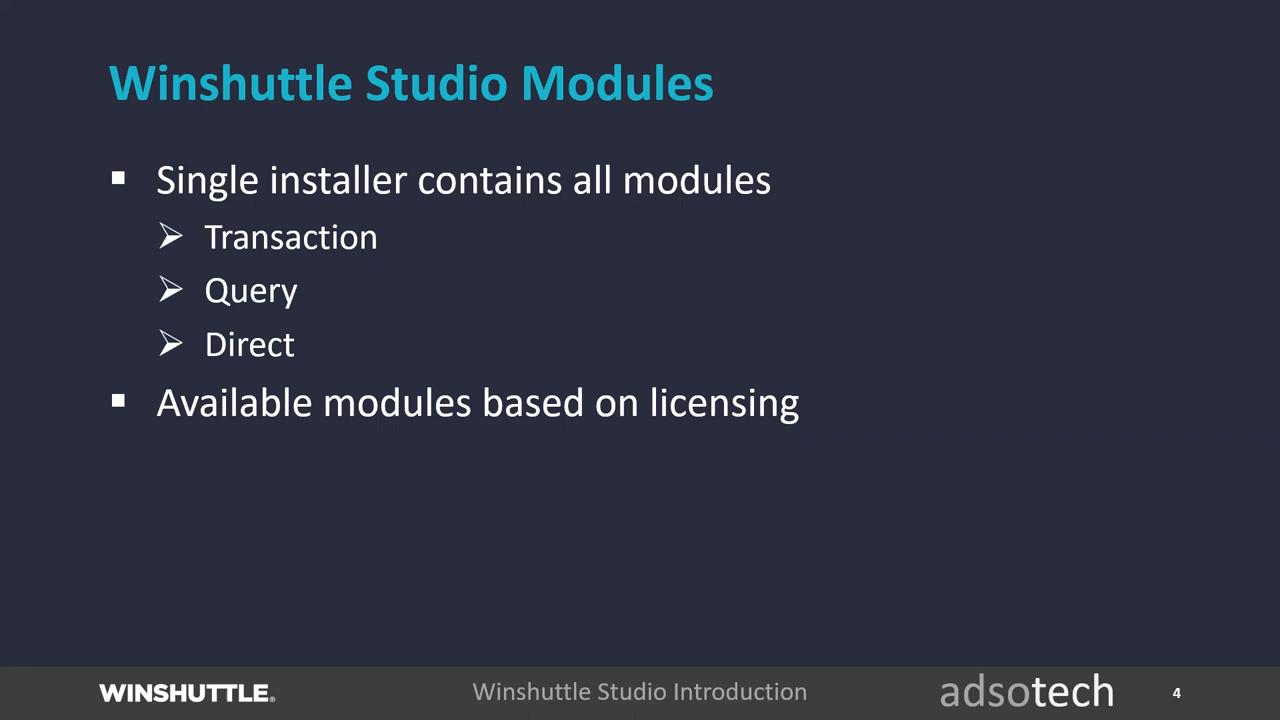 Winshuttle Studio Modules
▪ Single installer contains all modules
➢ Transaction
➢ Query
➢ Direct
▪ Available modules based on licensing
WINSHUTTLE® Winshuttle Studio Introduction adsotech 4